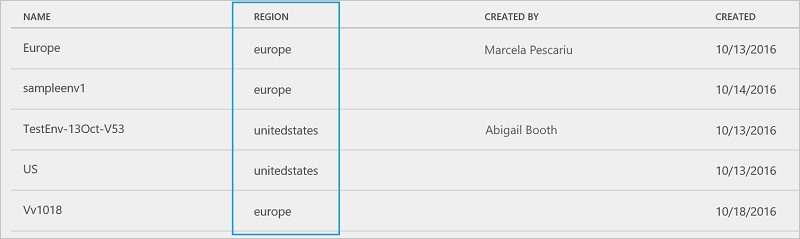 NAME REGION CREATED BY CREATED
Europe europe Marcela Pescariu 10/13/2016
sampleenv1 europe 10/14/2016
TestEnv-13Oct-V53 unitedstates Abigail Booth 10/13/2016
US unitedstates 10/13/2016
Vv1018 europe 10/18/2016